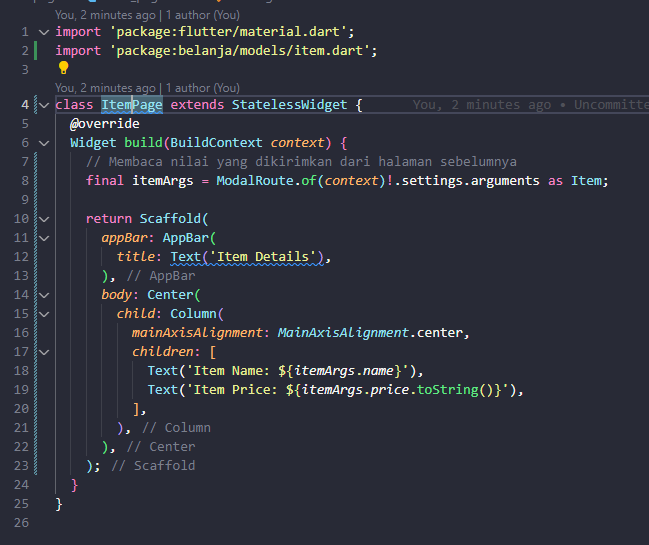 You, 2 minutes ago | 1 author (You)
1 import 'package:flutter/material.dart';
2 import 'package:belanja/models/item.dart';
3
You, 2 minutes ago | 1 author (You)
4 class ItemPage extends StatelessWidget { You, 2 minutes ago • Uncommitte
5 @override
6 Widget build(BuildContext context) {
7 // Membaca nilai yang dikirimkan dari halaman sebelumnya
8 final itemArgs = ModalRoute.of(context)!.settings.arguments as Item;
9
10 return Scaffold(
11 appBar: AppBar(
12 title: Text('Item Details'),
13 ), // AppBar
14 body: Center(
15 child: Column(
16 mainAxisAlignment: MainAxisAlignment.center,
17 children: [
18 Text('Item Name: ${itemArgs.name}'),
19 Text('Item Price: ${itemArgs.price.toString()}'),
20 ],
21 ), // Column
22 ), // Center
23 ); // Scaffold
24 }
25 }
26